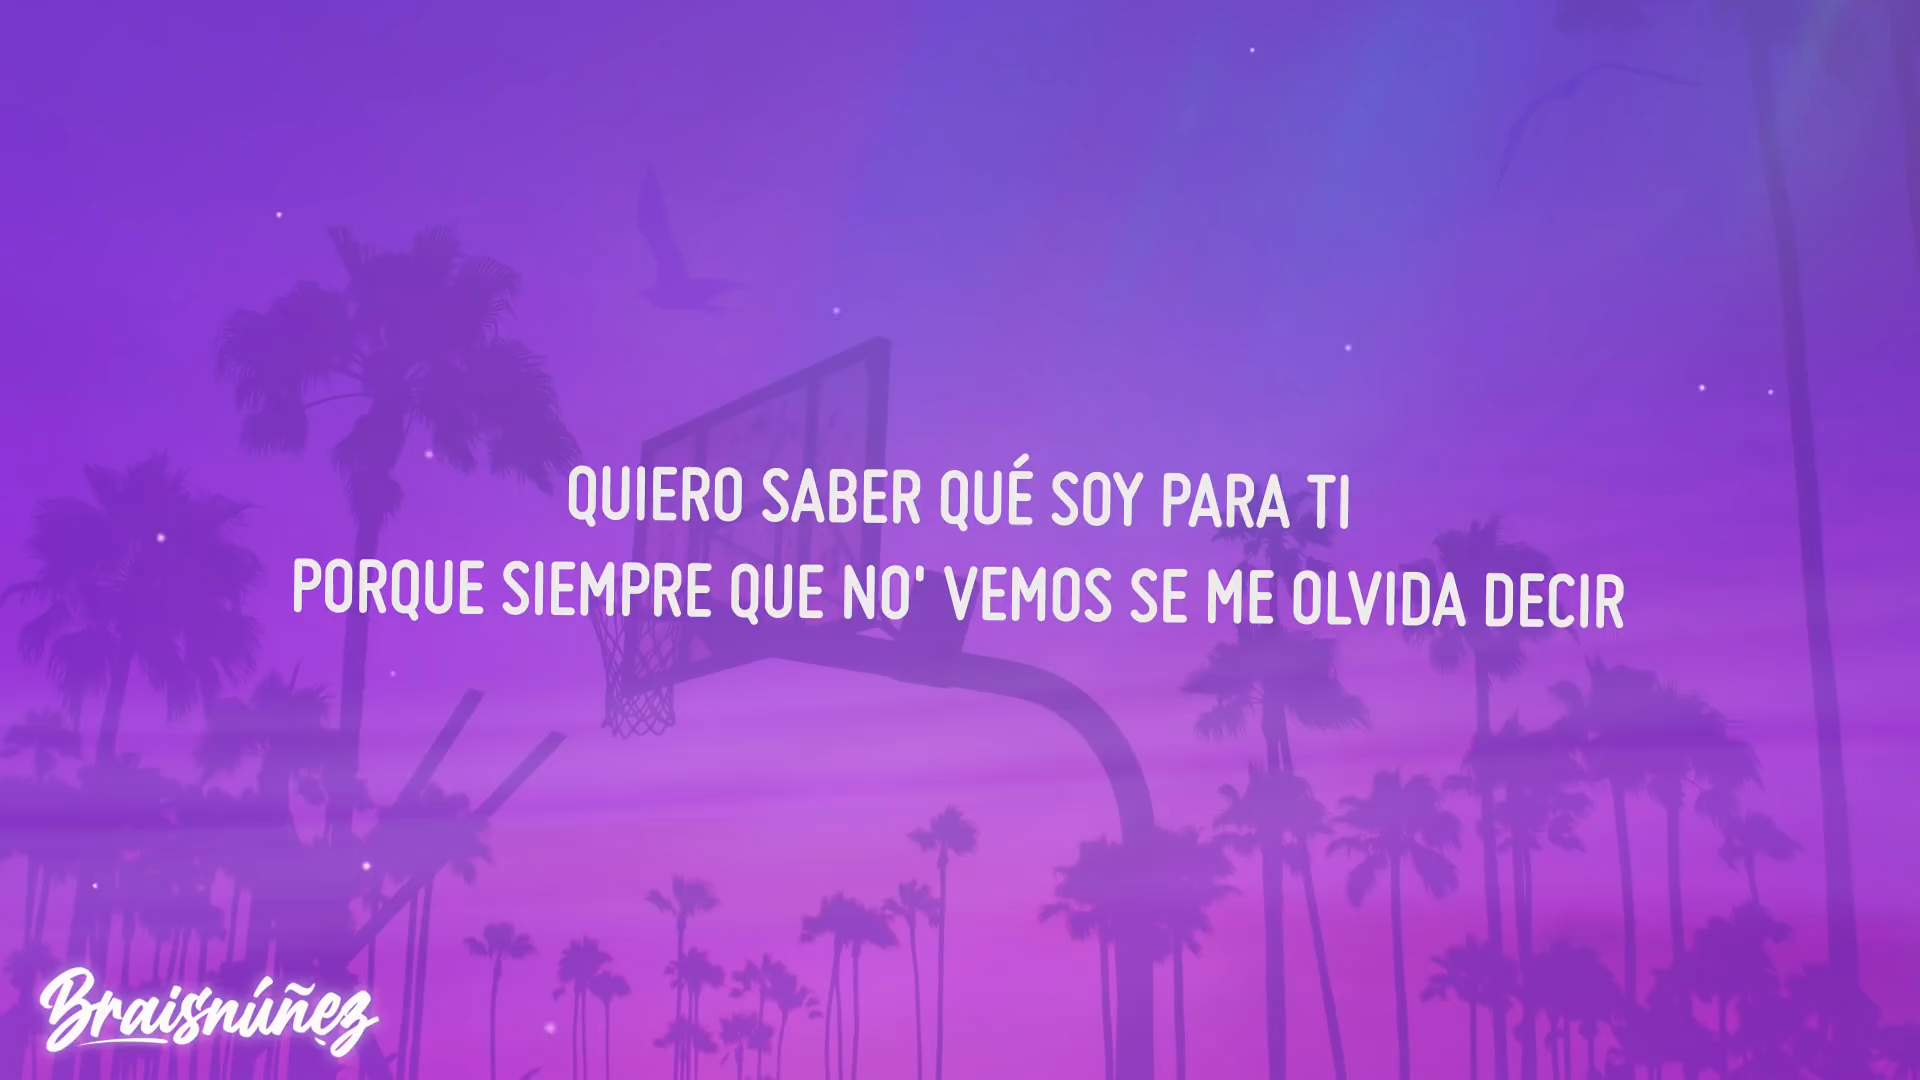 QUIERO SABER QUÉ SOY PARA TI
PORQUE SIEMPRE QUE NO' VEMOS SE ME OLVIDA DECIR
Braisnúñez